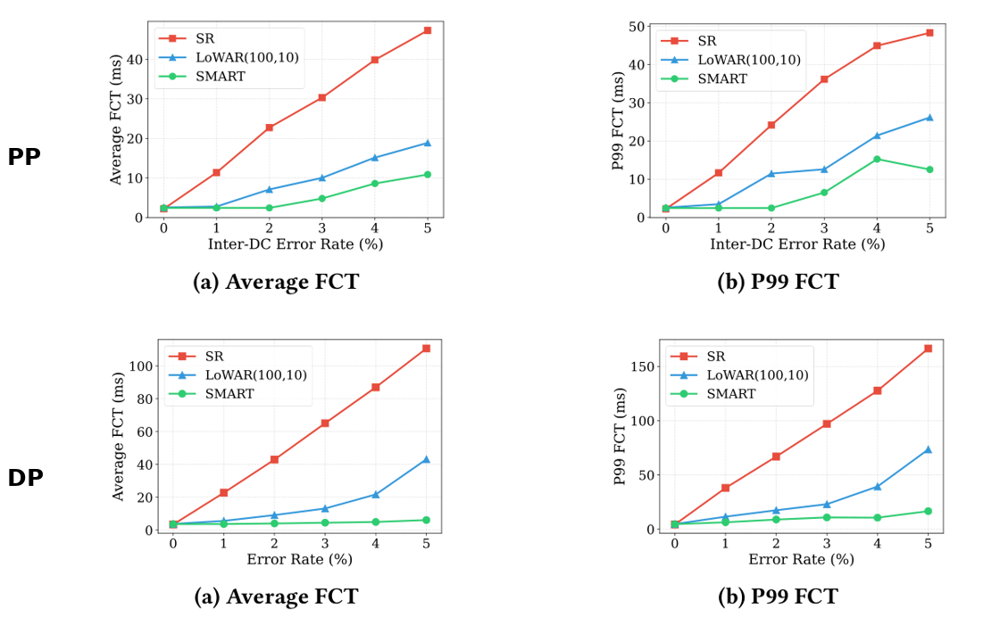 PP
Average FCT (ms)
40
30
20
10
0
SR
LoWAR(100,10)
SMART
0 1 2 3 4 5
Inter-DC Error Rate (%)
(a) Average FCT
P99 FCT (ms)
50
40
30
20
10
0
SR
LoWAR(100,10)
SMART
0 1 2 3 4 5
Inter-DC Error Rate (%)
(b) P99 FCT
DP
Average FCT (ms)
100
80
60
40
20
0
SR
LoWAR(100,10)
SMART
0 1 2 3 4 5
Error Rate (%)
(a) Average FCT
P99 FCT (ms)
150
100
50
0
SR
LoWAR(100,10)
SMART
0 1 2 3 4 5
Error Rate (%)
(b) P99 FCT